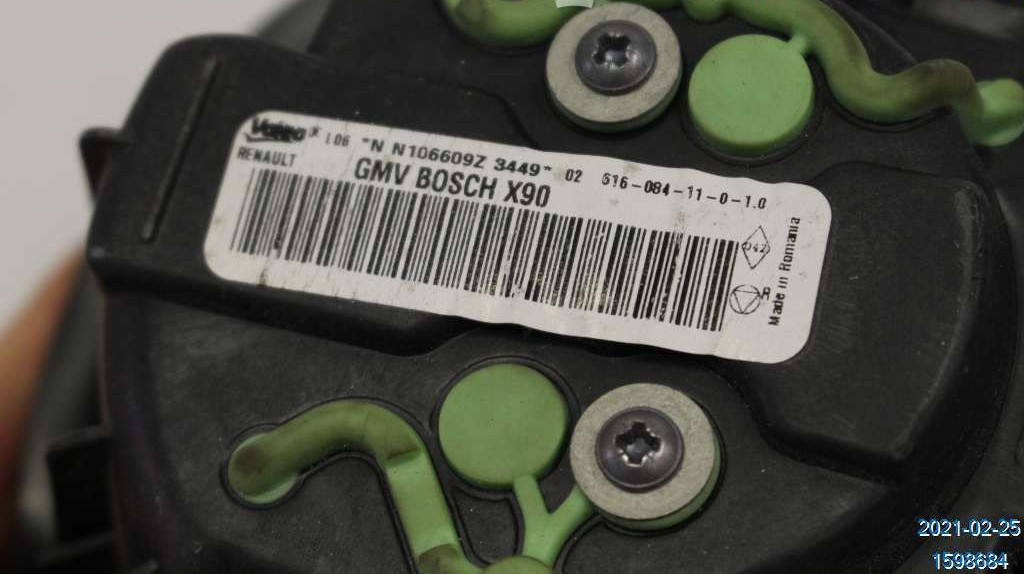 Valeo * L06 "N N106609Z 3449" 02 616-084-11-0-1.0
RENAULT GMV BOSCH X90
R
Made in Romania
2021-02-25
1598684